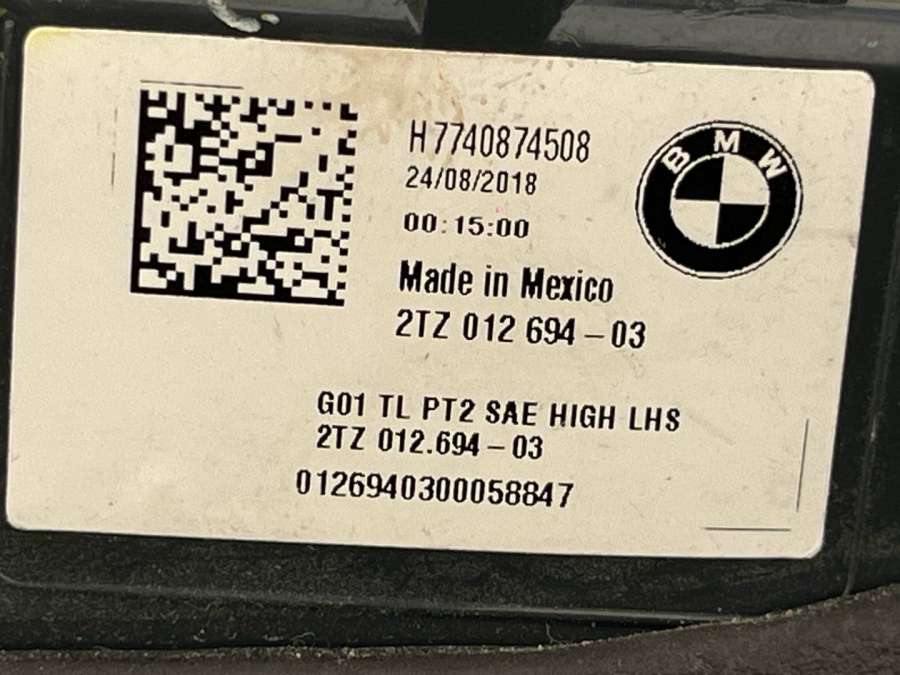 H7740874508
24/08/2018
00:15:00
BMW
Made in Mexico
2TZ 012 694-03
G01 TL PT2 SAE HIGH LHS
2TZ 012.694-03
0126940300058847